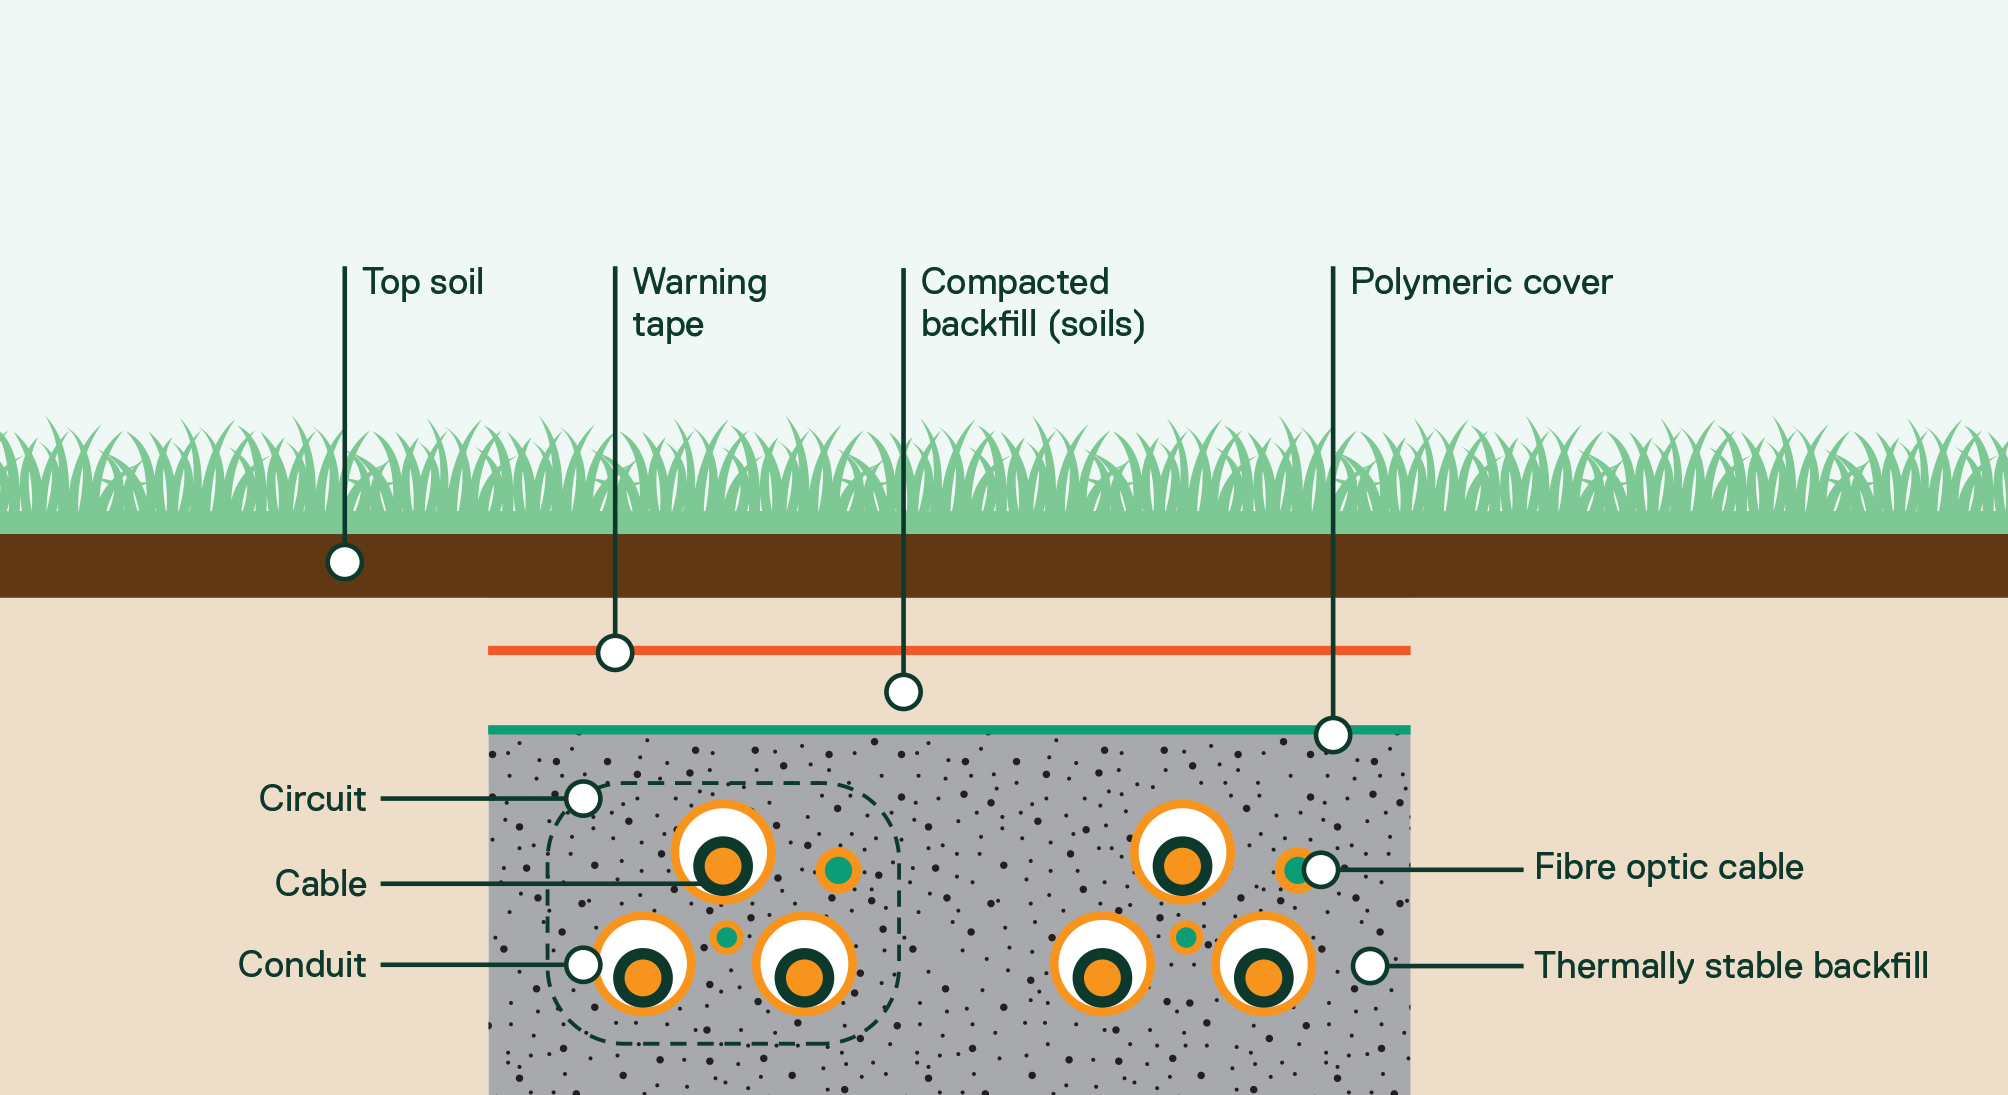 Top soil
Warning
tape
Compacted
backfill (soils)
Polymeric cover
Circuit
Cable
Conduit
Fibre optic cable
Thermally stable backfill